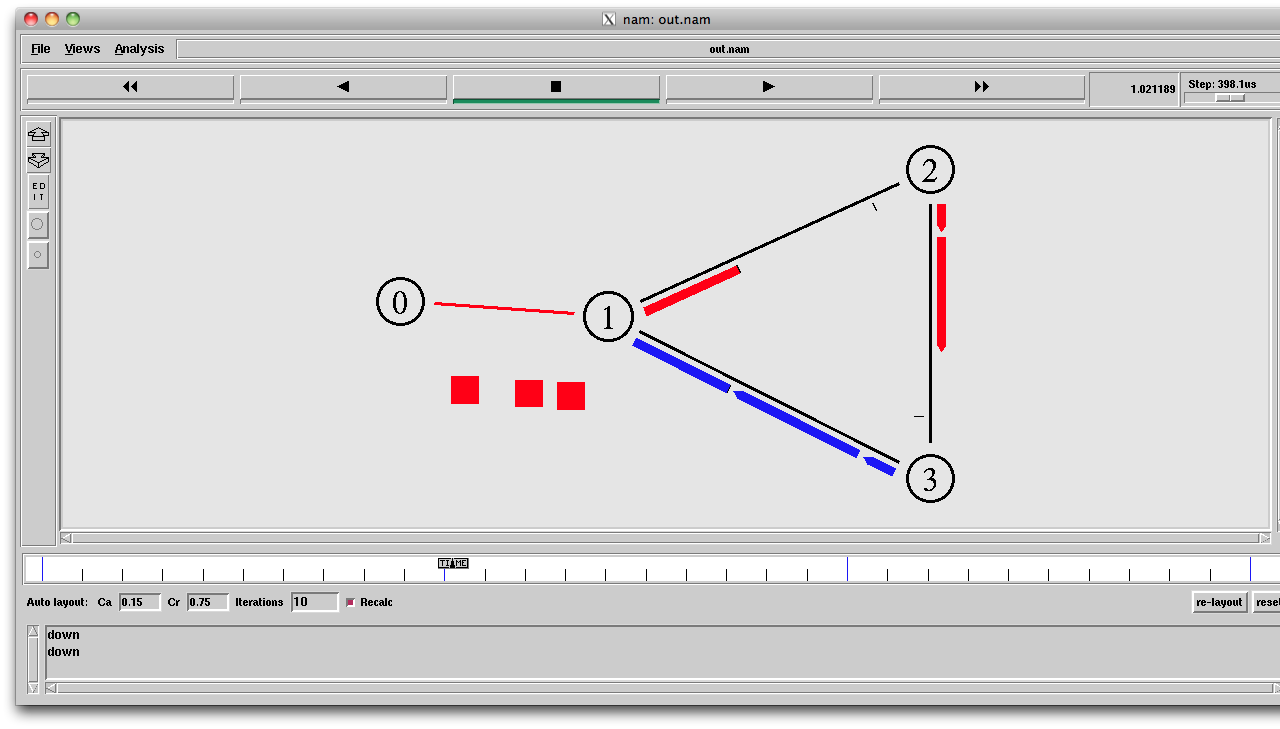 nam: out.nam
File Views Analysis out.nam
1.021189 Step: 398.1us
E D
I T
2
0
1
3
TIME
Auto layout: Ca 0.15 Cr 0.75 Iterations 10 Recalc re-layout reset
down
down